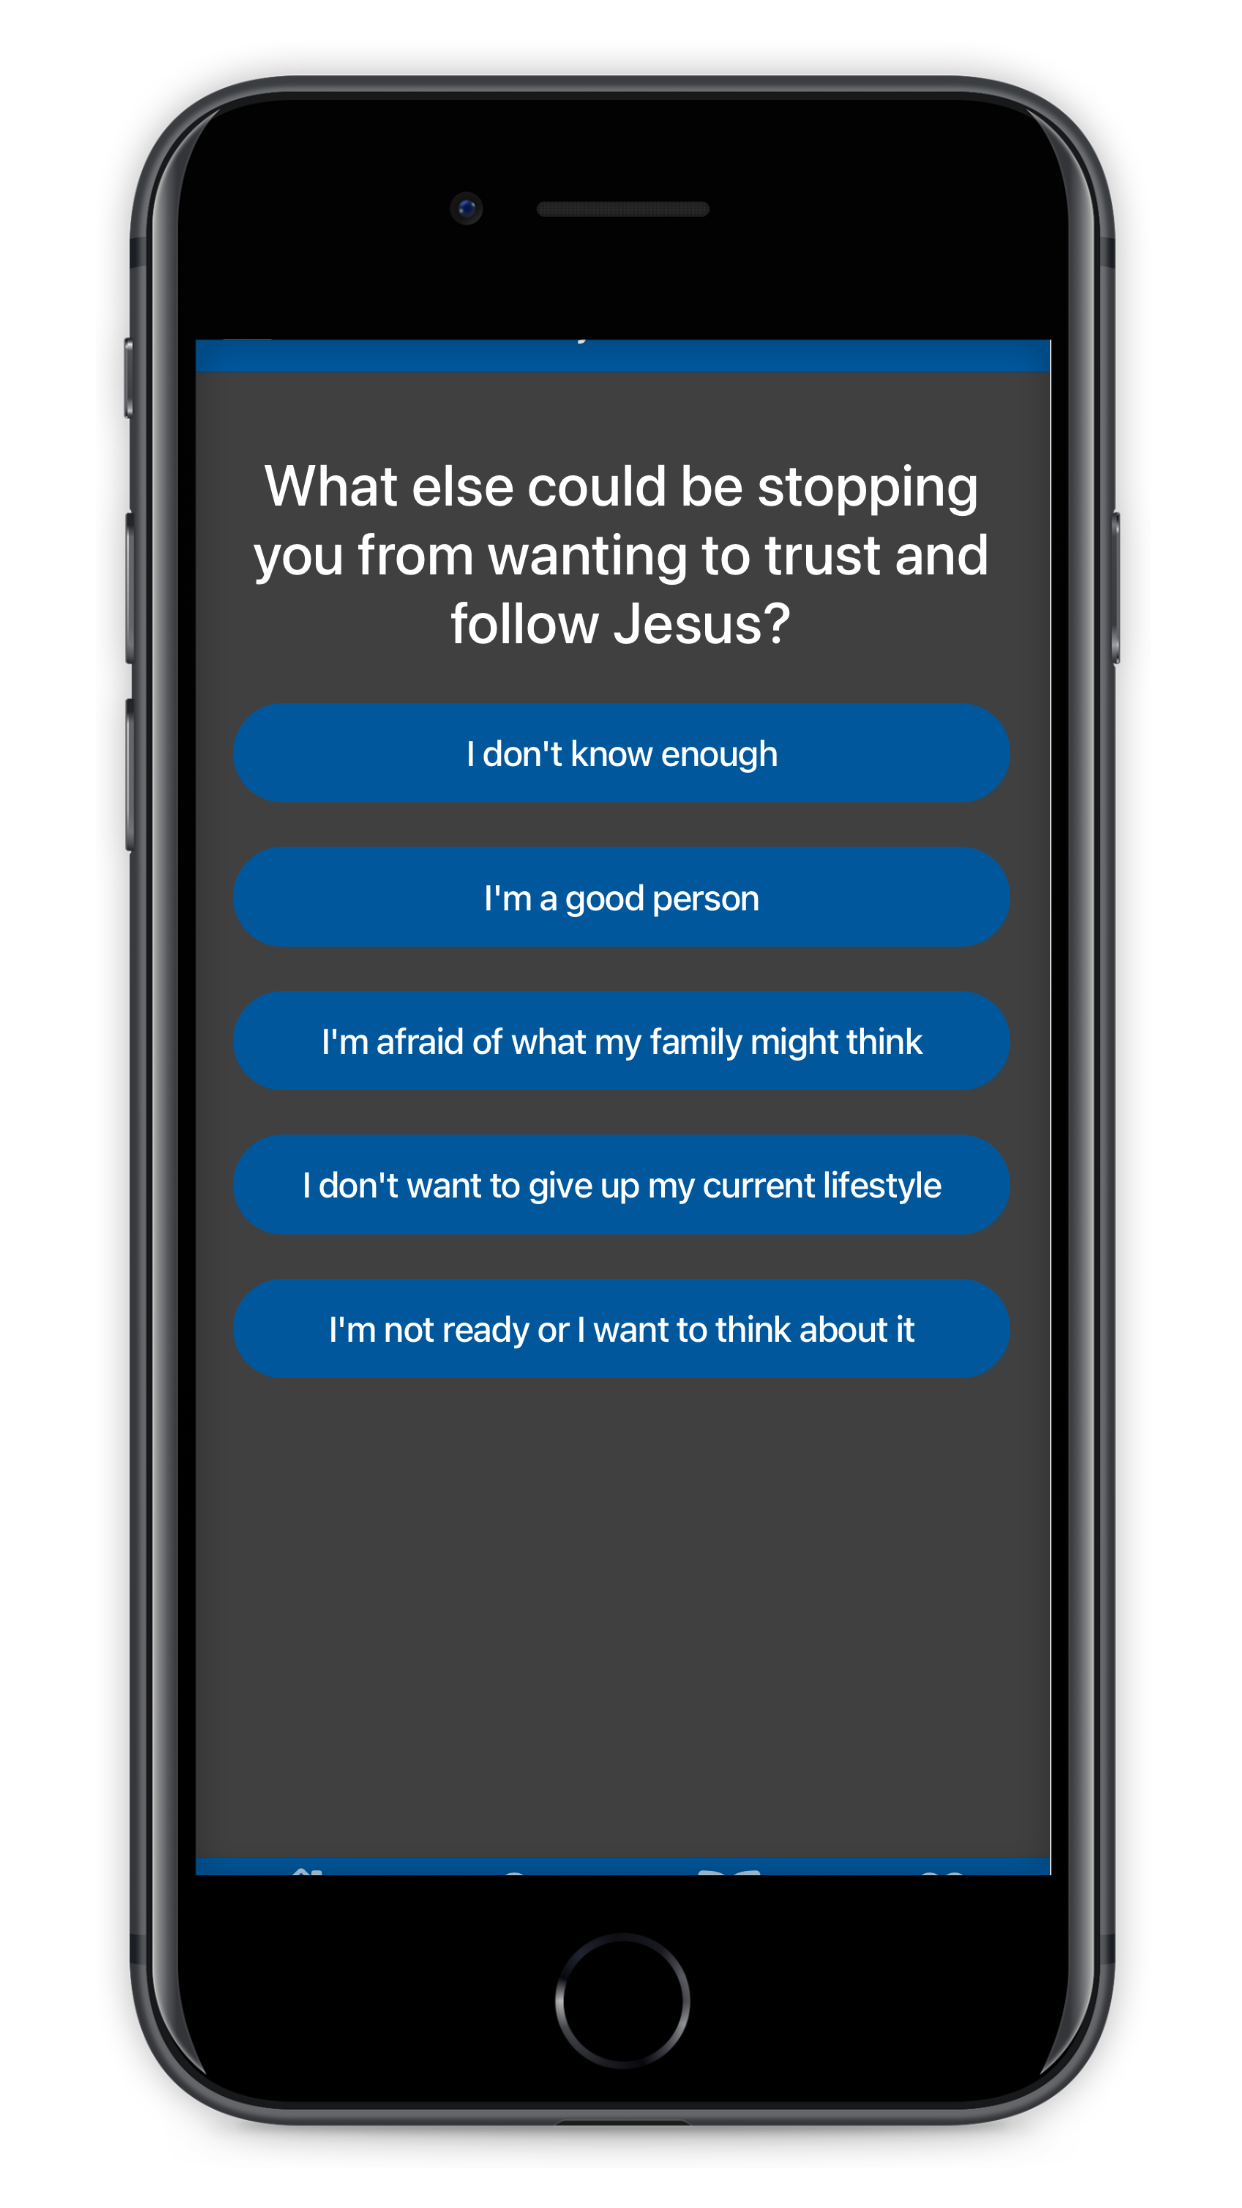 What else could be stopping
you from wanting to trust and
follow Jesus?
I don't know enough
I'm a good person
I'm afraid of what my family might think
I don't want to give up my current lifestyle
I'm not ready or I want to think about it